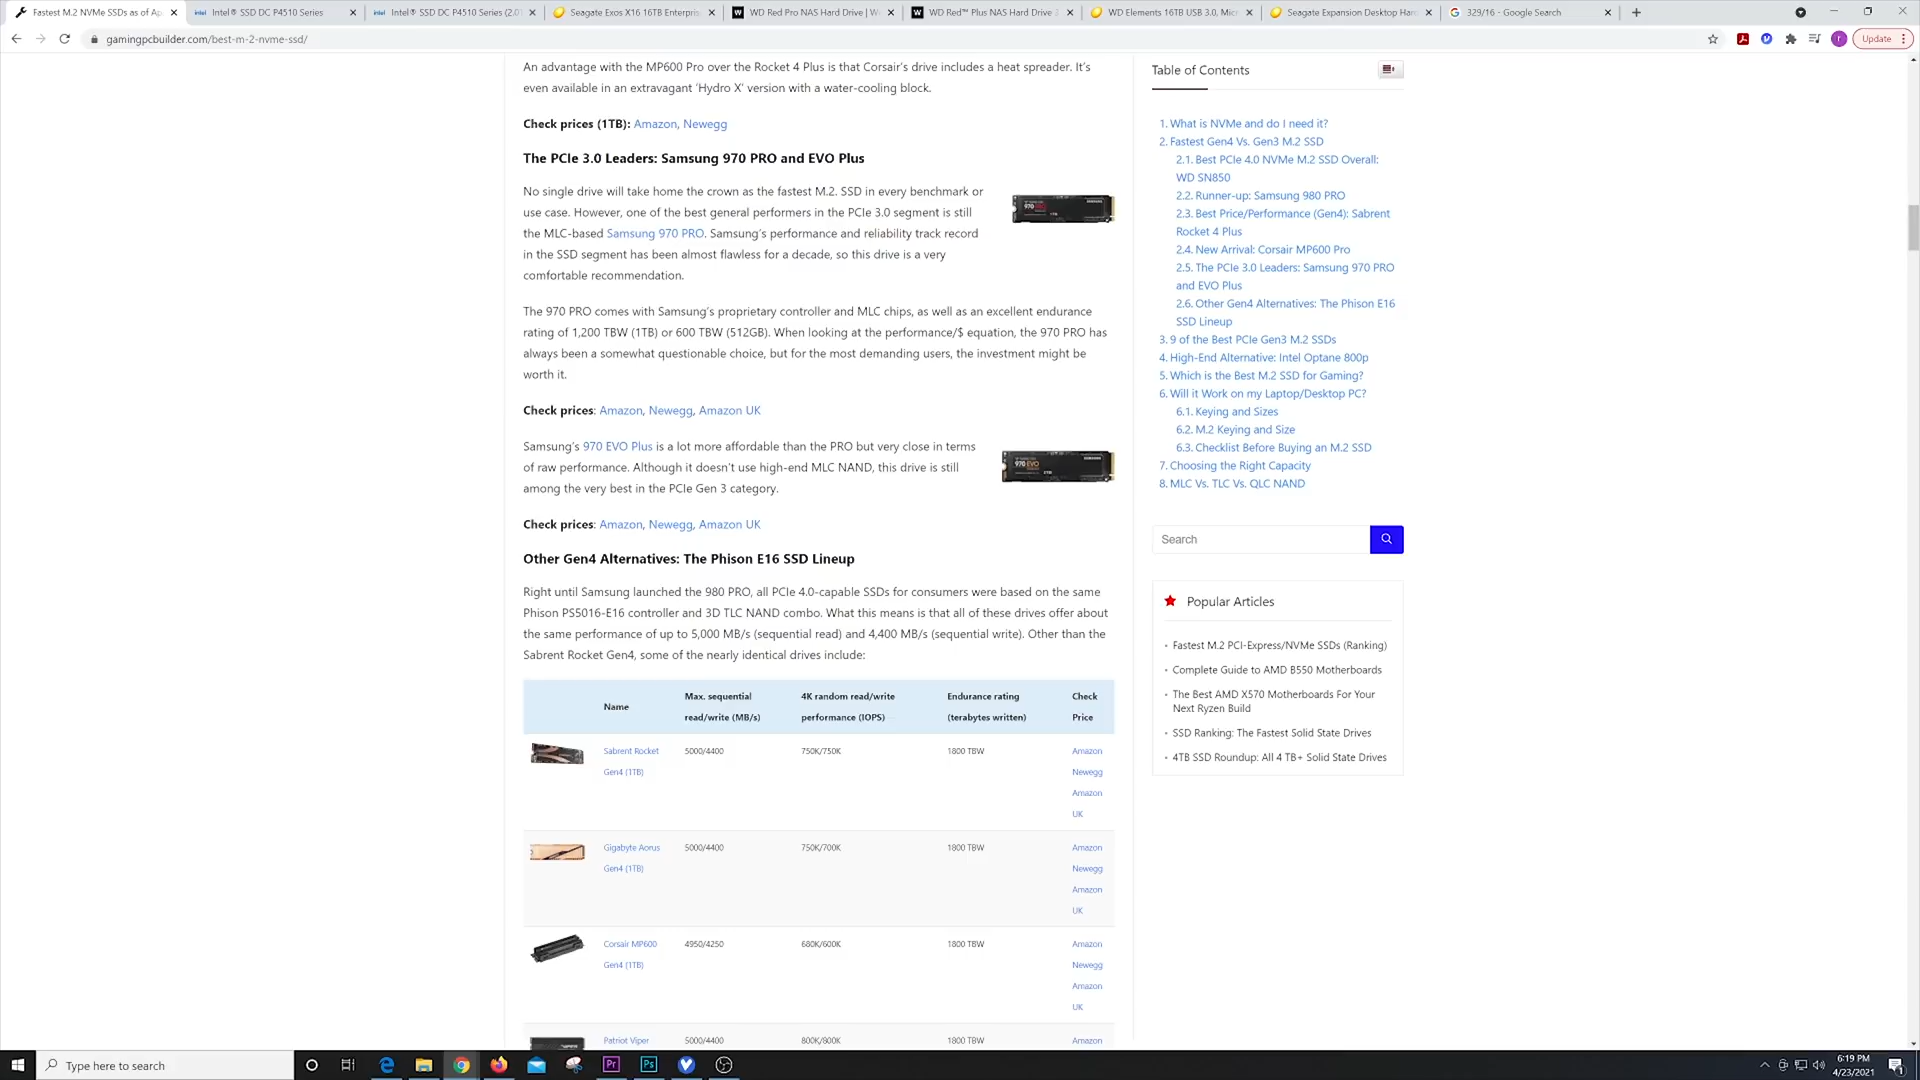 Fastest M.2 NVMe SSDs as of Ap
Intel® SSD DC P4510 Series
Intel® SSD DC P4510 Series (2.0
Seagate Exos X16 16TB Enterpris
WD Red Pro NAS Hard Drive | W
WD Red™ Plus NAS Hard Drive 3
WD Elements 16TB USB 3.0, Micr
Seagate Expansion Desktop Har
329/16 - Google Search
gamingpcbuilder.com/best-m-2-nvme-ssd/
Update
An advantage with the MP600 Pro over the Rocket 4 Plus is that Corsair's drive includes a heat spreader. It's
even available in an extravagant 'Hydro X' version with a water-cooling block.
Check prices (1TB): Amazon, Newegg
The PCIe 3.0 Leaders: Samsung 970 PRO and EVO Plus
No single drive will take home the crown as the fastest M.2. SSD in every benchmark or
use case. However, one of the best general performers in the PCIe 3.0 segment is still
the MLC-based Samsung 970 PRO. Samsung's performance and reliability track record
in the SSD segment has been almost flawless for a decade, so this drive is a very
comfortable recommendation.
The 970 PRO comes with Samsung's proprietary controller and MLC chips, as well as an excellent endurance
rating of 1,200 TBW (1TB) or 600 TBW (512GB). When looking at the performance/$ equation, the 970 PRO has
always been a somewhat questionable choice, but for the most demanding users, the investment might be
worth it.
Check prices: Amazon, Newegg, Amazon UK
Samsung's 970 EVO Plus is a lot more affordable than the PRO but very close in terms
of raw performance. Although it doesn't use high-end MLC NAND, this drive is still
among the very best in the PCIe Gen 3 category.
Check prices: Amazon, Newegg, Amazon UK
Other Gen4 Alternatives: The Phison E16 SSD Lineup
Right until Samsung launched the 980 PRO, all PCIe 4.0-capable SSDs for consumers were based on the same
Phison PS5016-E16 controller and 3D TLC NAND combo. What this means is that all of these drives offer about
the same performance of up to 5,000 MB/s (sequential read) and 4,400 MB/s (sequential write). Other than the
Sabrent Rocket Gen4, some of the nearly identical drives include:
Name
Max. sequential
read/write (MB/s)
4K random read/write
performance (IOPS)
Endurance rating
(terabytes written)
Check
Price
Sabrent Rocket
Gen4 (1TB)
5000/4400
750K/750K
1800 TBW
Amazon
Newegg
Amazon
UK
Gigabyte Aorus
Gen4 (1TB)
5000/4400
750K/700K
1800 TBW
Amazon
Newegg
Amazon
UK
Corsair MP600
Gen4 (1TB)
4950/4250
680K/600K
1800 TBW
Amazon
Newegg
Amazon
UK
Patriot Viper
5000/4400
800K/800K
1800 TBW
Amazon
Table of Contents
1. What is NVMe and do I need it?
2. Fastest Gen4 Vs. Gen3 M.2 SSD
2.1. Best PCIe 4.0 NVMe M.2 SSD Overall:
WD SN850
2.2. Runner-up: Samsung 980 PRO
2.3. Best Price/Performance (Gen4): Sabrent
Rocket 4 Plus
2.4. New Arrival: Corsair MP600 Pro
2.5. The PCIe 3.0 Leaders: Samsung 970 PRO
and EVO Plus
2.6. Other Gen4 Alternatives: The Phison E16
SSD Lineup
3. 9 of the Best PCIe Gen3 M.2 SSDs
4. High-End Alternative: Intel Optane 800p
5. Which is the Best M.2 SSD for Gaming?
6. Will it Work on my Laptop/Desktop PC?
6.1. Keying and Sizes
6.2. M.2 Keying and Size
6.3. Checklist Before Buying an M.2 SSD
7. Choosing the Right Capacity
8. MLC Vs. TLC Vs. QLC NAND
Search
Popular Articles
Fastest M.2 PCI-Express/NVMe SSDs (Ranking)
Complete Guide to AMD B550 Motherboards
The Best AMD X570 Motherboards For Your
Next Ryzen Build
SSD Ranking: The Fastest Solid State Drives
4TB SSD Roundup: All 4 TB+ Solid State Drives
Type here to search
Pr
Ps
6:19 PM
4/23/2021